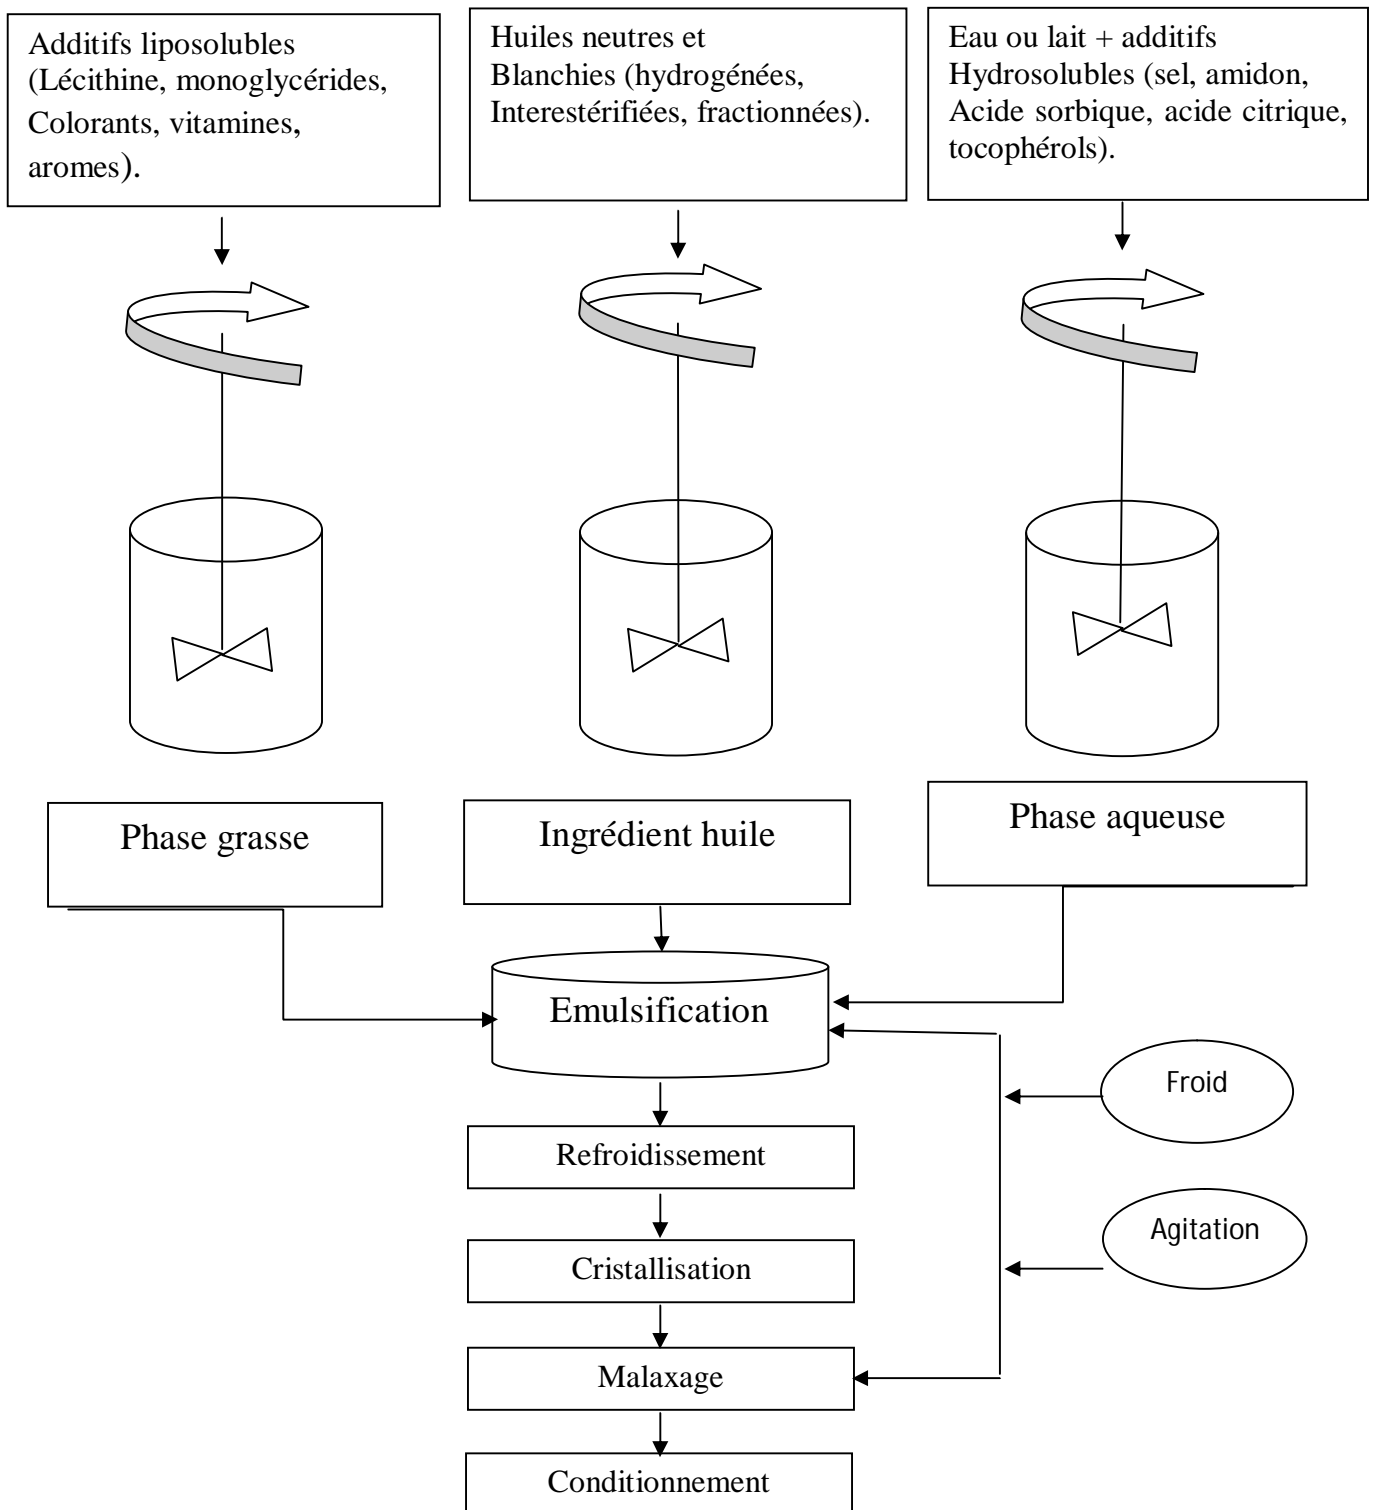 Additifs liposolubles
(Lécithine, monoglycérides,
Colorants, vitamines,
aromes).
Huiles neutres et
Blanchies (hydrogénées,
Interestérifiées, fractionnées).
Eau ou lait + additifs
Hydrosolubles (sel, amidon,
Acide sorbique, acide citrique,
tocophérols).
Phase grasse
Ingrédient huile
Phase aqueuse
Emulsification
Froid
Refroidissement
Agitation
Cristallisation
Malaxage
Conditionnement